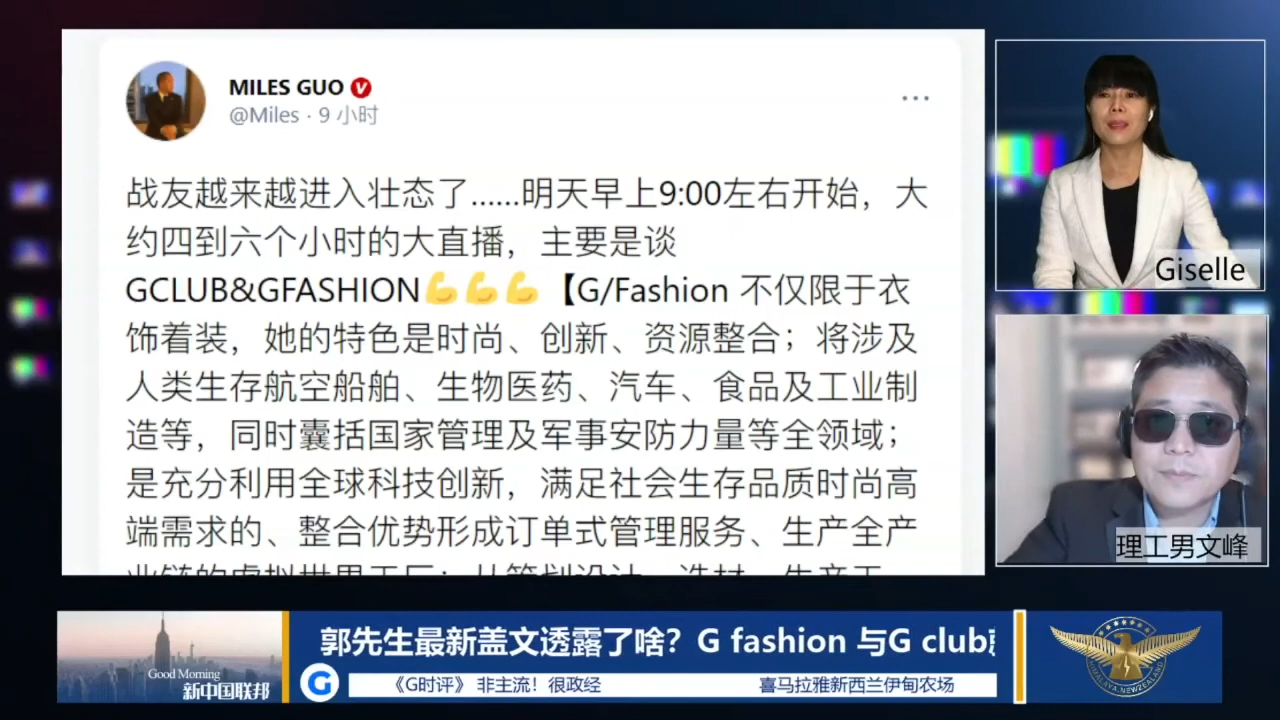 MILES GUO
@Miles · 9 小时
战友越来越进入壮态了……明天早上9:00左右开始，大
约四到六个小时的大直播，主要是谈
GCLUB&GFASHION💪💪💪【G/Fashion 不仅限于衣
饰着装，她的特色是时尚、创新、资源整合；将涉及
人类生存航空船舶、生物医药、汽车、食品及工业制
造等，同时囊括国家管理及军事安防力量等全领域；
是充分利用全球科技创新，满足社会生存品质时尚高
端需求的、整合优势形成订单式管理服务、生产全产
Giselle
理工男文峰
Good Morning
新中国联邦
郭先生最新盖文透露了啥？G fashion 与G club
《G时评》 非主流！很政经
喜马拉雅新西兰伊甸农场
HIMALAYA.NEWZEALAND